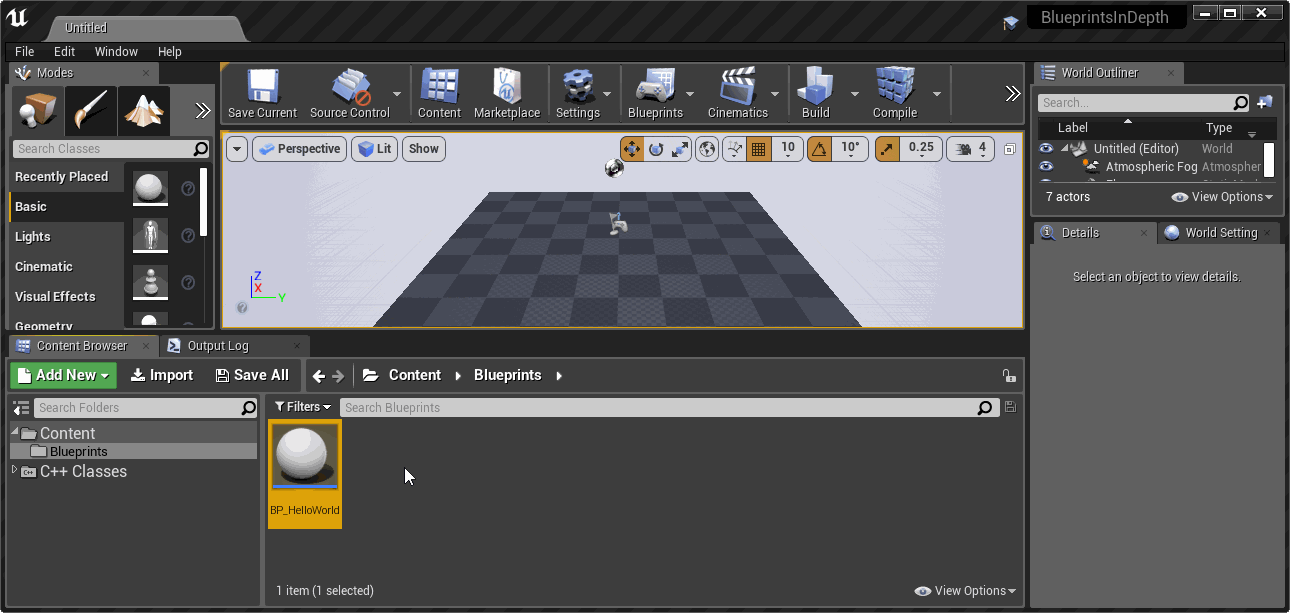 Untitled
BlueprintsInDepth
File Edit Window Help
Modes
Search Classes
Recently Placed
Basic
Lights
Cinematic
Visual Effects
Geometry
Save Current
Source Control
Content
Marketplace
Settings
Blueprints
Cinematics
Build
Compile
Perspective
Lit
Show
10
10°
0.25
4
Z
X
Y
World Outliner
Search...
Label Type
Untitled (Editor) World
Atmospheric Fog Atmospher
7 actors
View Options
Details
World Setting
Select an object to view details.
Content Browser
Output Log
Add New
Import
Save All
Content
Blueprints
Search Folders
Content
Blueprints
C++ Classes
Filters
Search Blueprints
BP_HelloWorld
1 item (1 selected)
View Options